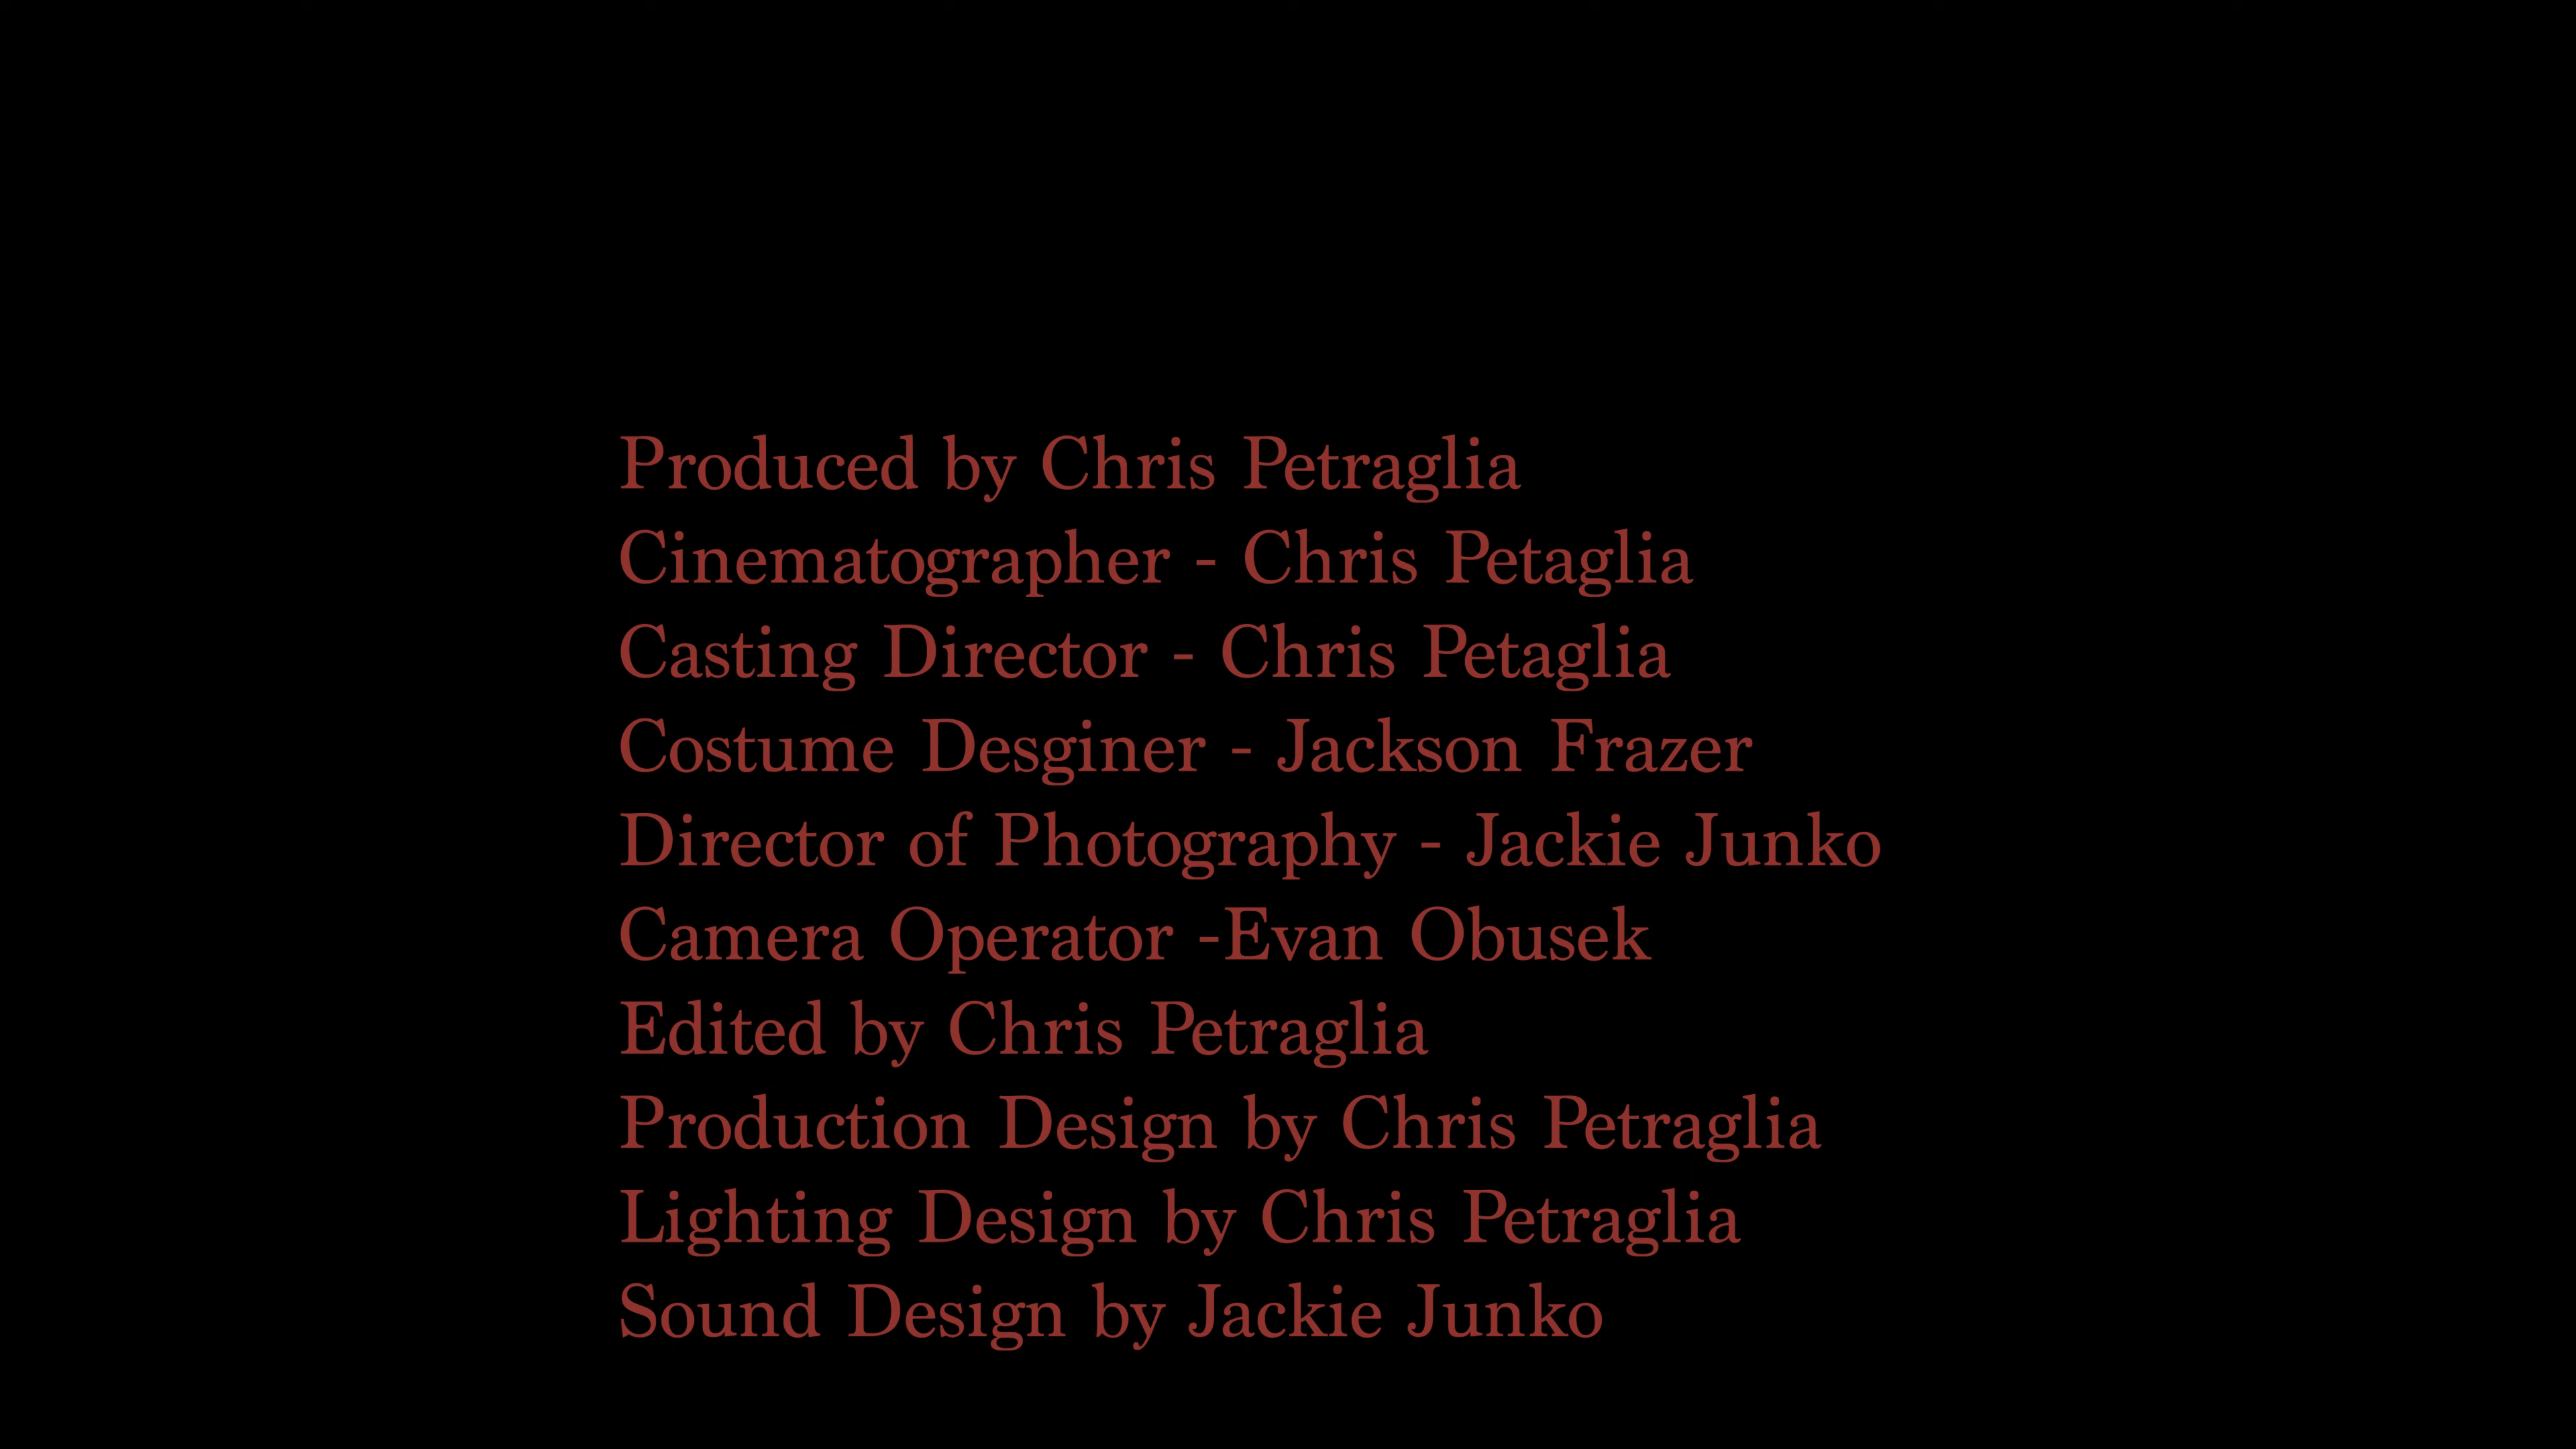 Produced by Chris Petraglia
Cinematographer - Chris Petaglia
Casting Director - Chris Petaglia
Costume Desginer - Jackson Frazer
Director of Photography - Jackie Junko
Camera Operator -Evan Obusek
Edited by Chris Petraglia
Production Design by Chris Petraglia
Lighting Design by Chris Petraglia
Sound Design by Jackie Junko